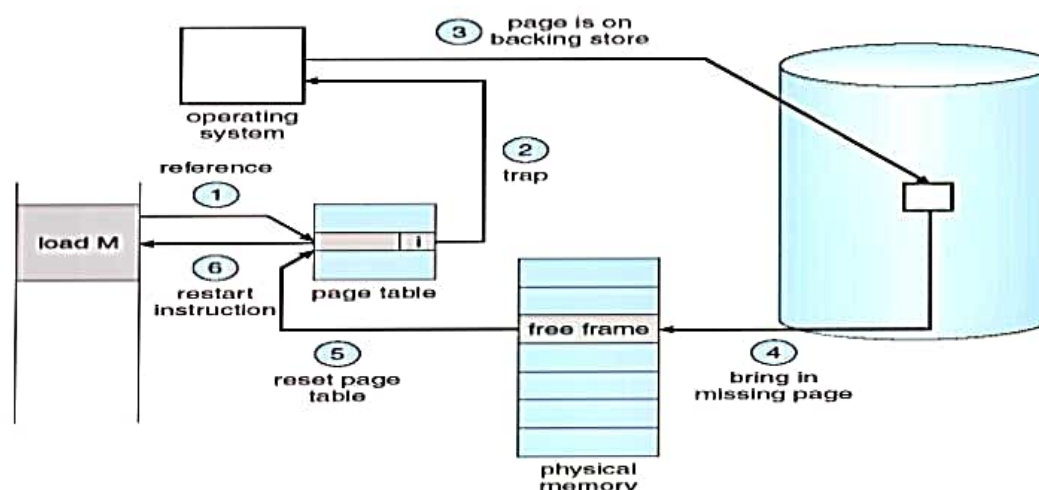 3
page is on
backing store
operating
system
2
trap
reference
1
load M
i
6
restart
instruction
page table
free frame
5
reset page
table
4
bring in
missing page
physical
memory